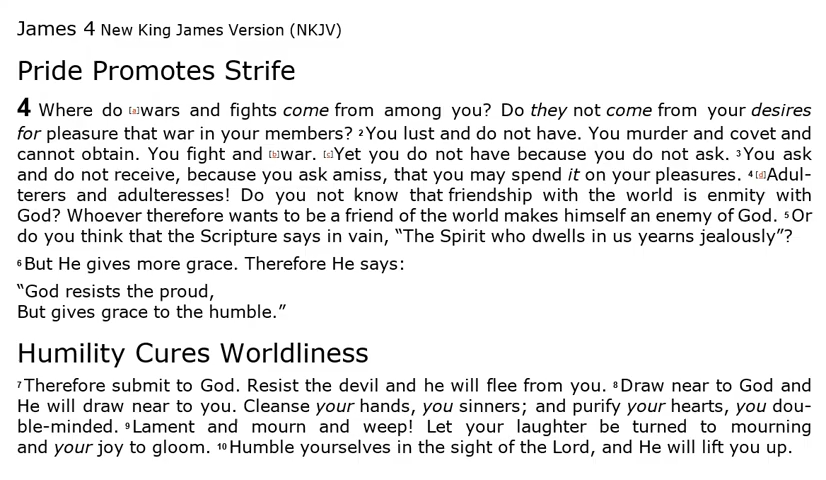 James 4 New King James Version (NKJV)
Pride Promotes Strife
4 Where do [a]wars and fights come from among you? Do they not come from your desires
for pleasure that war in your members? 2 You lust and do not have. You murder and covet and
cannot obtain. You fight and [b]war. [c]Yet you do not have because you do not ask. 3 You ask
and do not receive, because you ask amiss, that you may spend it on your pleasures. 4 [d]Adul-
terers and adulteresses! Do you not know that friendship with the world is enmity with
God? Whoever therefore wants to be a friend of the world makes himself an enemy of God. 5 Or
do you think that the Scripture says in vain, “The Spirit who dwells in us yearns jealously”?
6 But He gives more grace. Therefore He says:
“God resists the proud,
But gives grace to the humble.”
Humility Cures Worldliness
7 Therefore submit to God. Resist the devil and he will flee from you. 8 Draw near to God and
He will draw near to you. Cleanse your hands, you sinners; and purify your hearts, you dou-
ble-minded. 9 Lament and mourn and weep! Let your laughter be turned to mourning
and your joy to gloom. 10 Humble yourselves in the sight of the Lord, and He will lift you up.